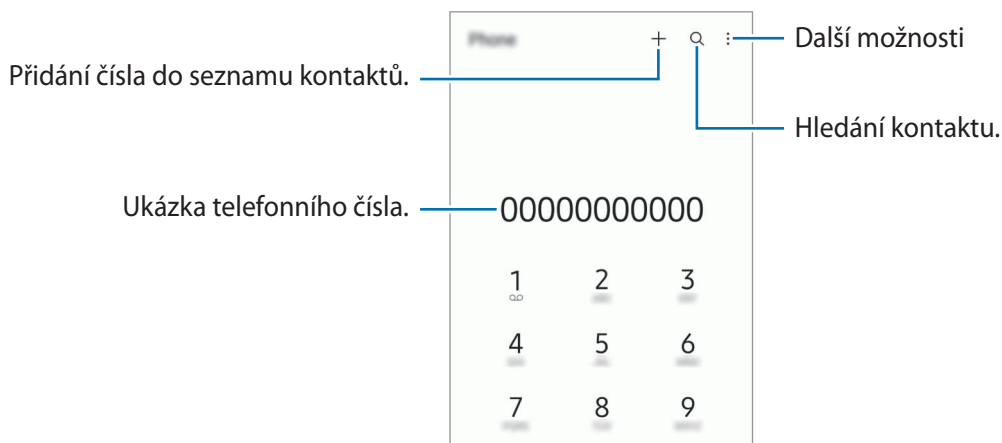 Phone
Další možnosti
Přidání čísla do seznamu kontaktů.
Hledání kontaktu.
Ukázka telefonního čísla.
00000000000
1 2 3
4 5 6
7 8 9